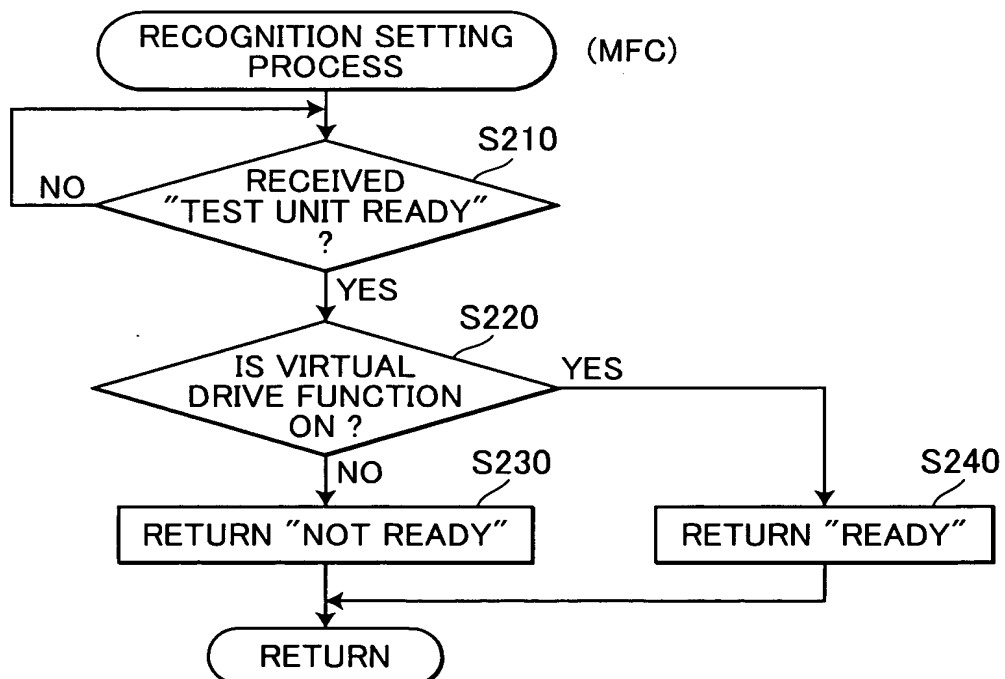 RECOGNITION SETTING
PROCESS
(MFC)
S210
NO
RECEIVED
"TEST UNIT READY"
?
YES
S220
IS VIRTUAL
DRIVE FUNCTION
ON ?
YES
NO
S230
S240
RETURN "NOT READY"
RETURN "READY"
RETURN